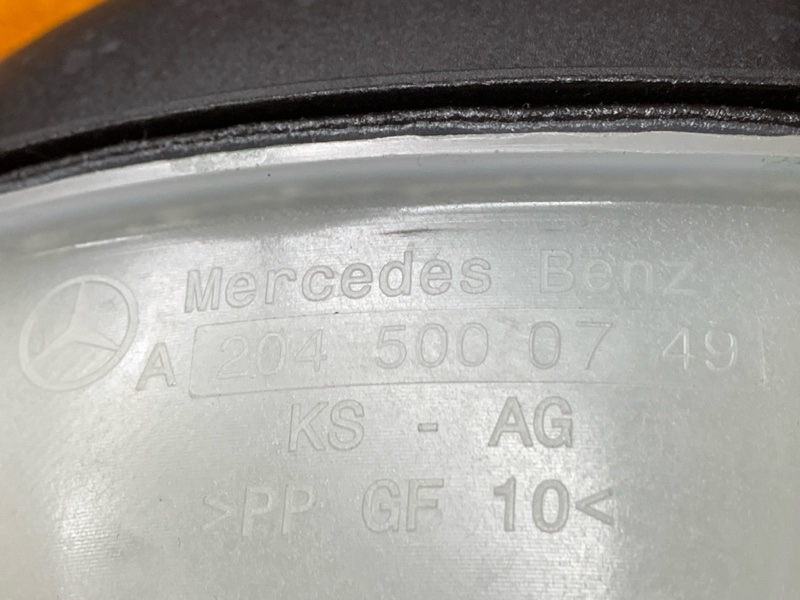 Mercedes Benz
A 204 500 07 49
KS - AG
>PP GF 10<